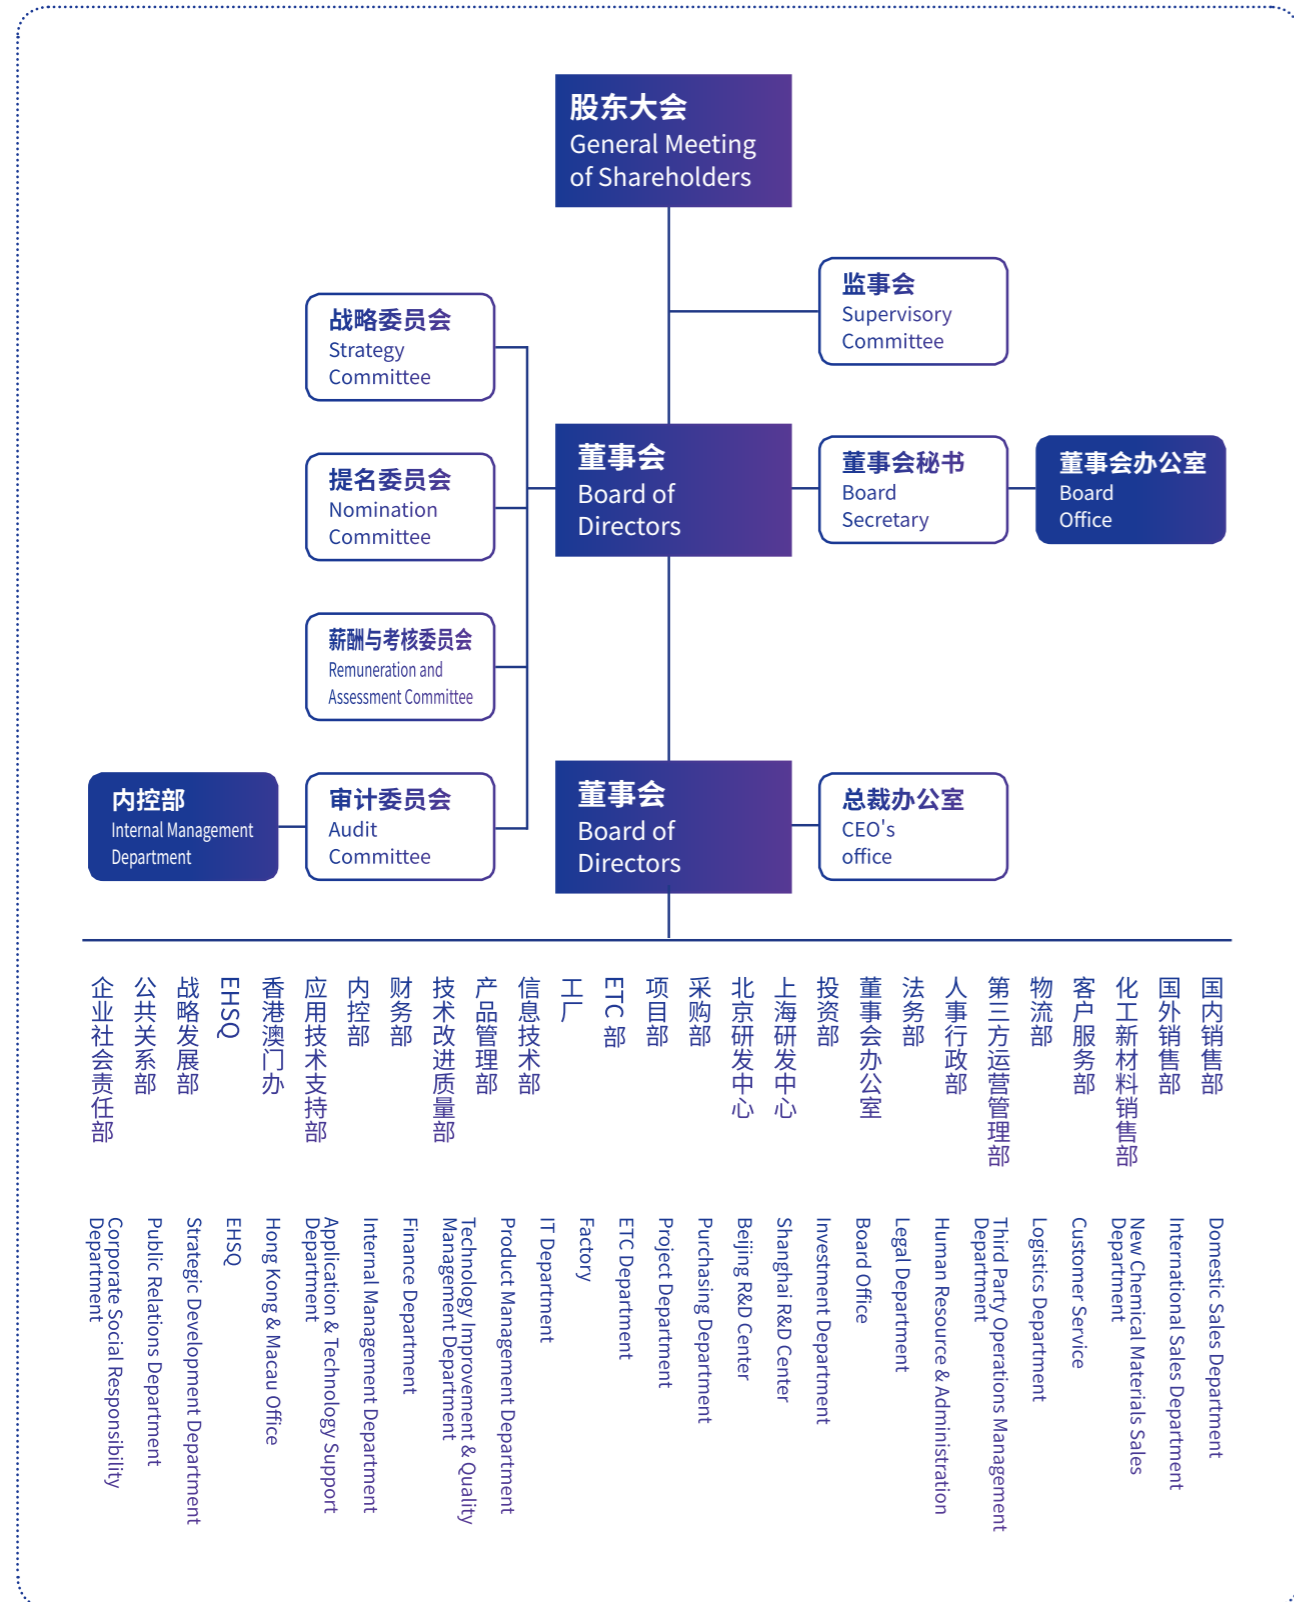 股东大会
General Meeting
of Shareholders
监事会
Supervisory
Committee
战略委员会
Strategy
Committee
董事会
Board of
Directors
董事会秘书
Board
Secretary
董事会办公室
Board
Office
提名委员会
Nomination
Committee
薪酬与考核委员会
Remuneration and
Assessment Committee
内控部
Internal Management
Department
审计委员会
Audit
Committee
董事会
Board of
Directors
总裁办公室
CEO's
office
企业社会责任部
公共关系部
战略发展部
EHSQ
香港澳门办
应用技术支持部
内控部
财务部
技术改进质量部
产品管理部
信息技术部
工厂
ETC 部
项目部
采购部
北京研发中心
上海研发中心
投资部
董事会办公室
法务部
人事行政部
第三方运营管理部
物流部
客户服务部
化工新材料销售部
国外销售部
国内销售部
Corporate Social Responsibility
Department
Public Relations Department
Strategic Development Department
EHSQ
Hong Kong & Macau Office
Application & Technology Support
Department
Internal Management Department
Finance Department
Technology Improvement & Quality
Management Department
Product Management Department
IT Department
Factory
ETC Department
Project Department
Purchasing Department
Beijing R&D Center
Shanghai R&D Center
Investment Department
Board Office
Legal Department
Human Resource & Administration
Third Party Operations Management
Department
Logistics Department
Customer Service
New Chemical Materials Sales
Department
International Sales Department
Domestic Sales Department